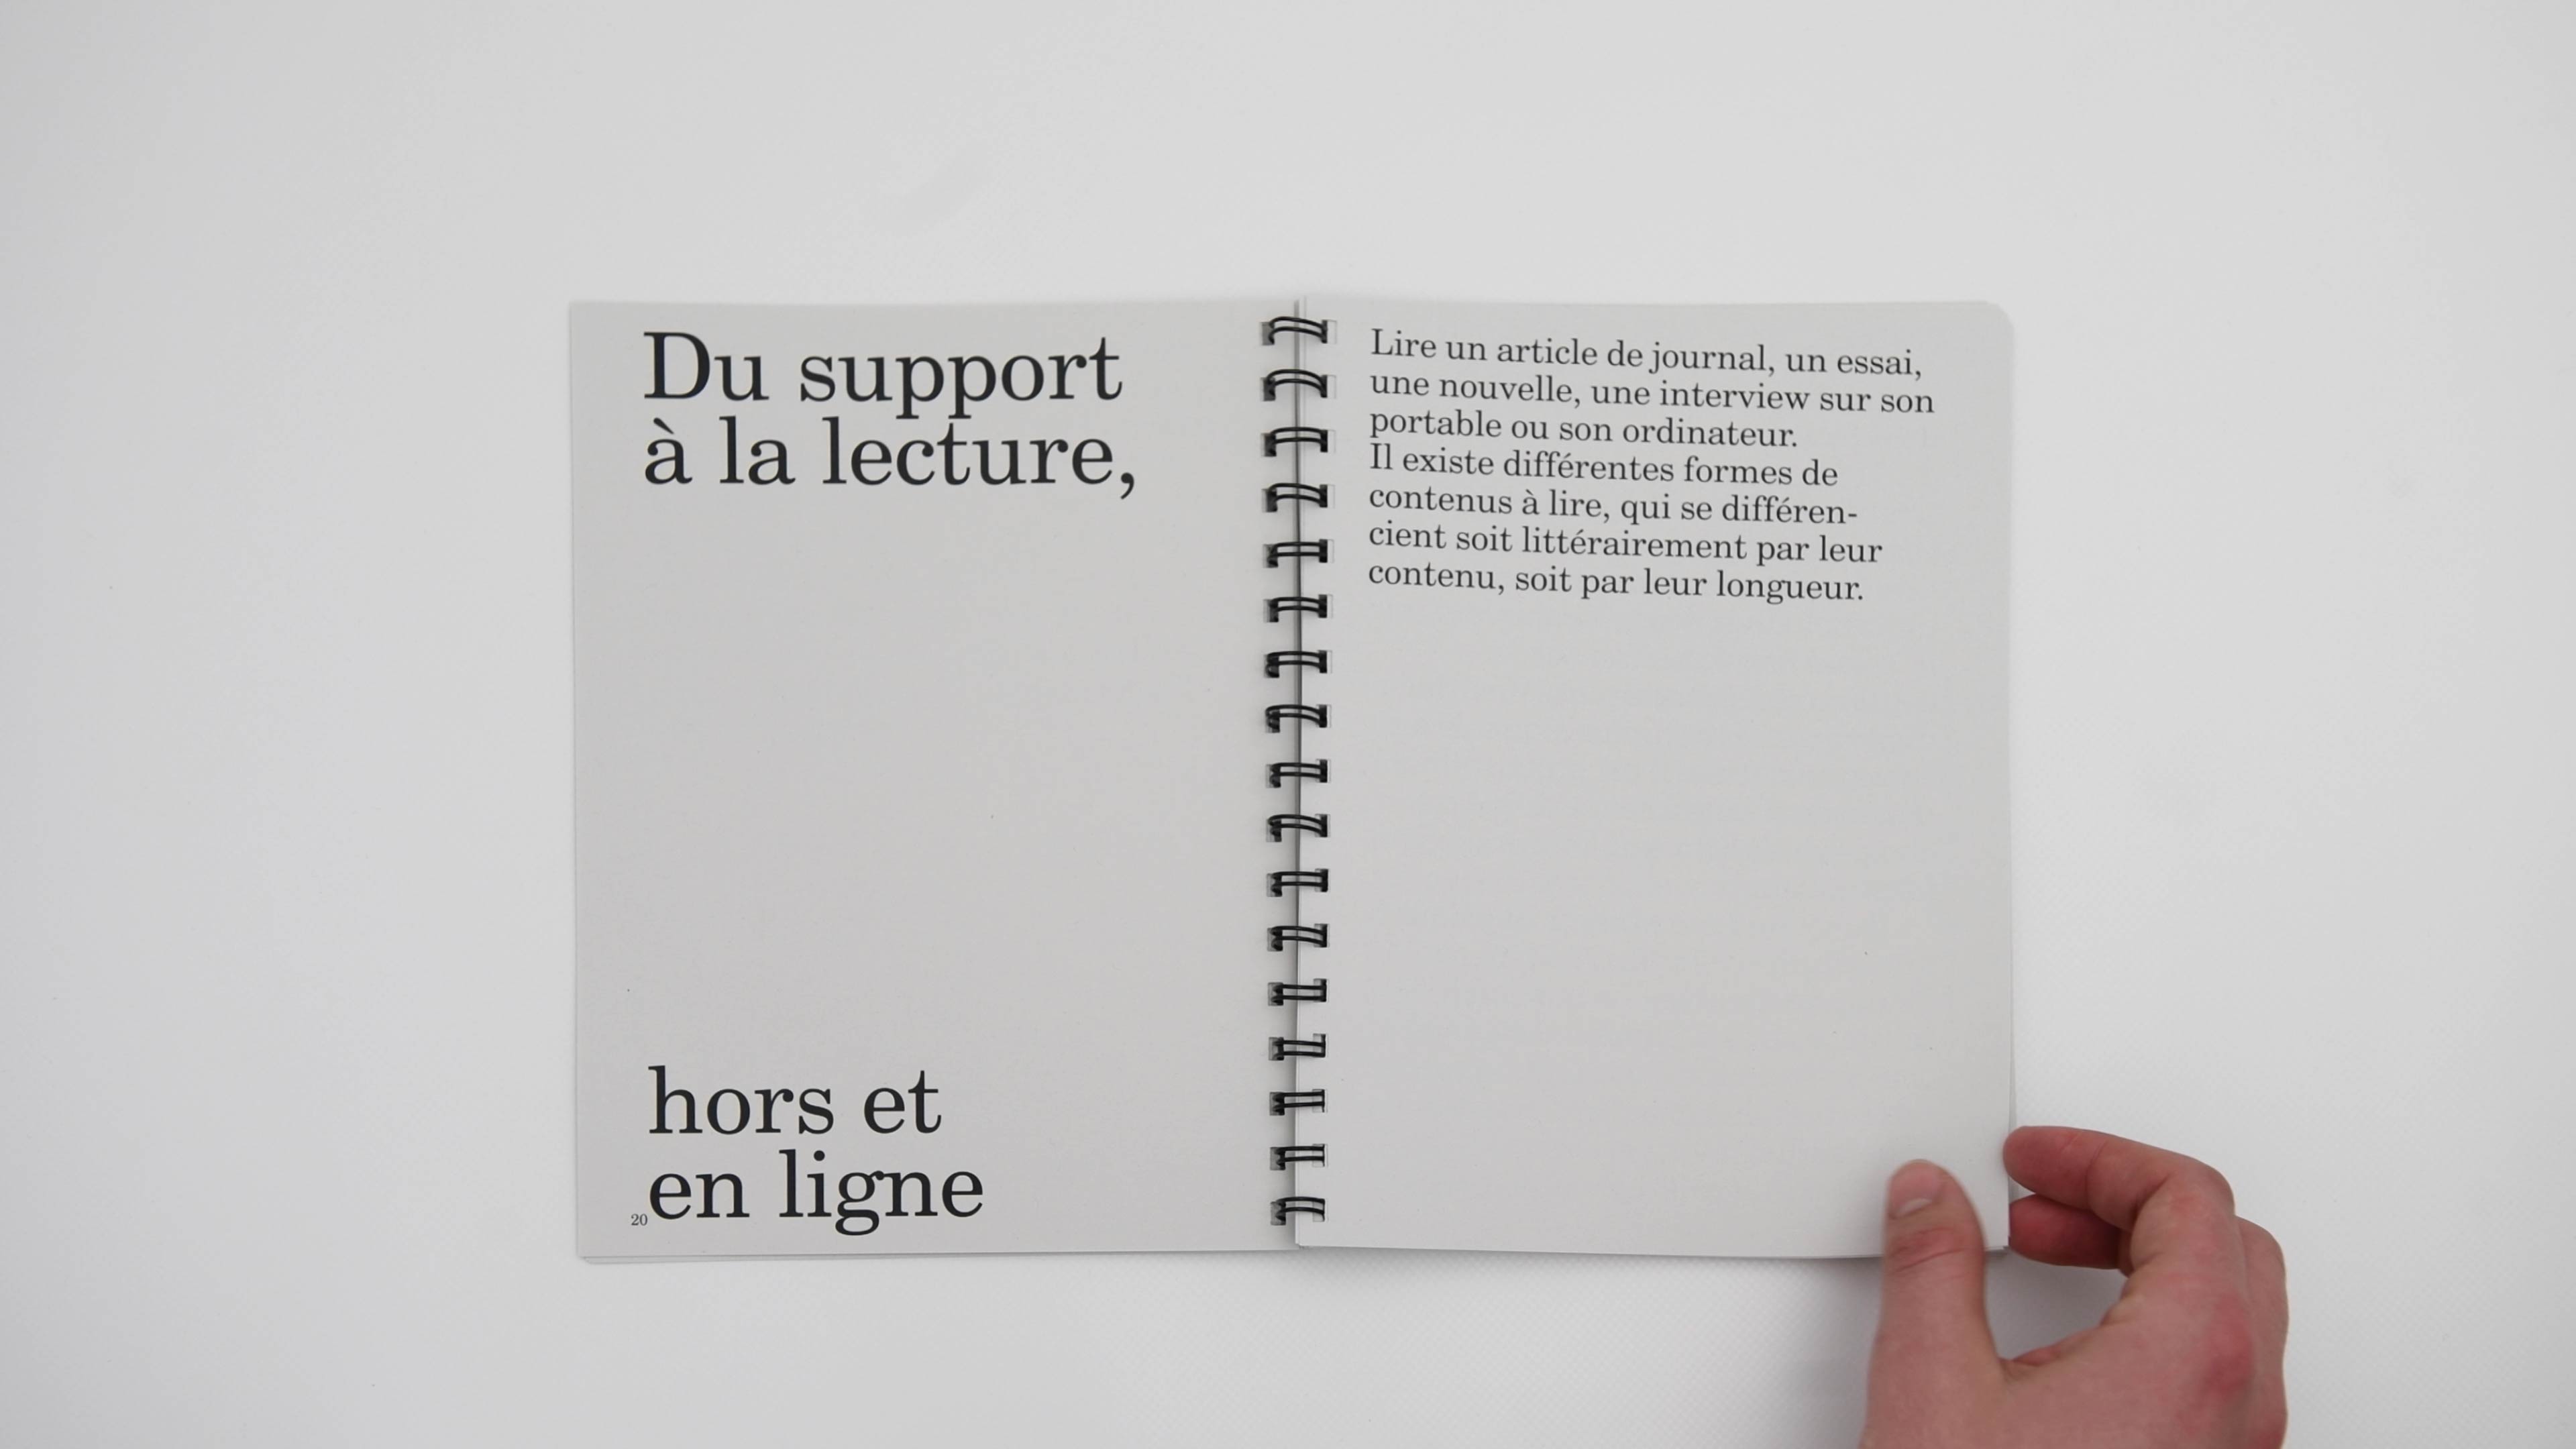 Du support
à la lecture,
hors et
en ligne
20
Lire un article de journal, un essai,
une nouvelle, une interview sur son
portable ou son ordinateur.
Il existe différentes formes de
contenus à lire, qui se différen-
cient soit littérairement par leur
contenu, soit par leur longueur.